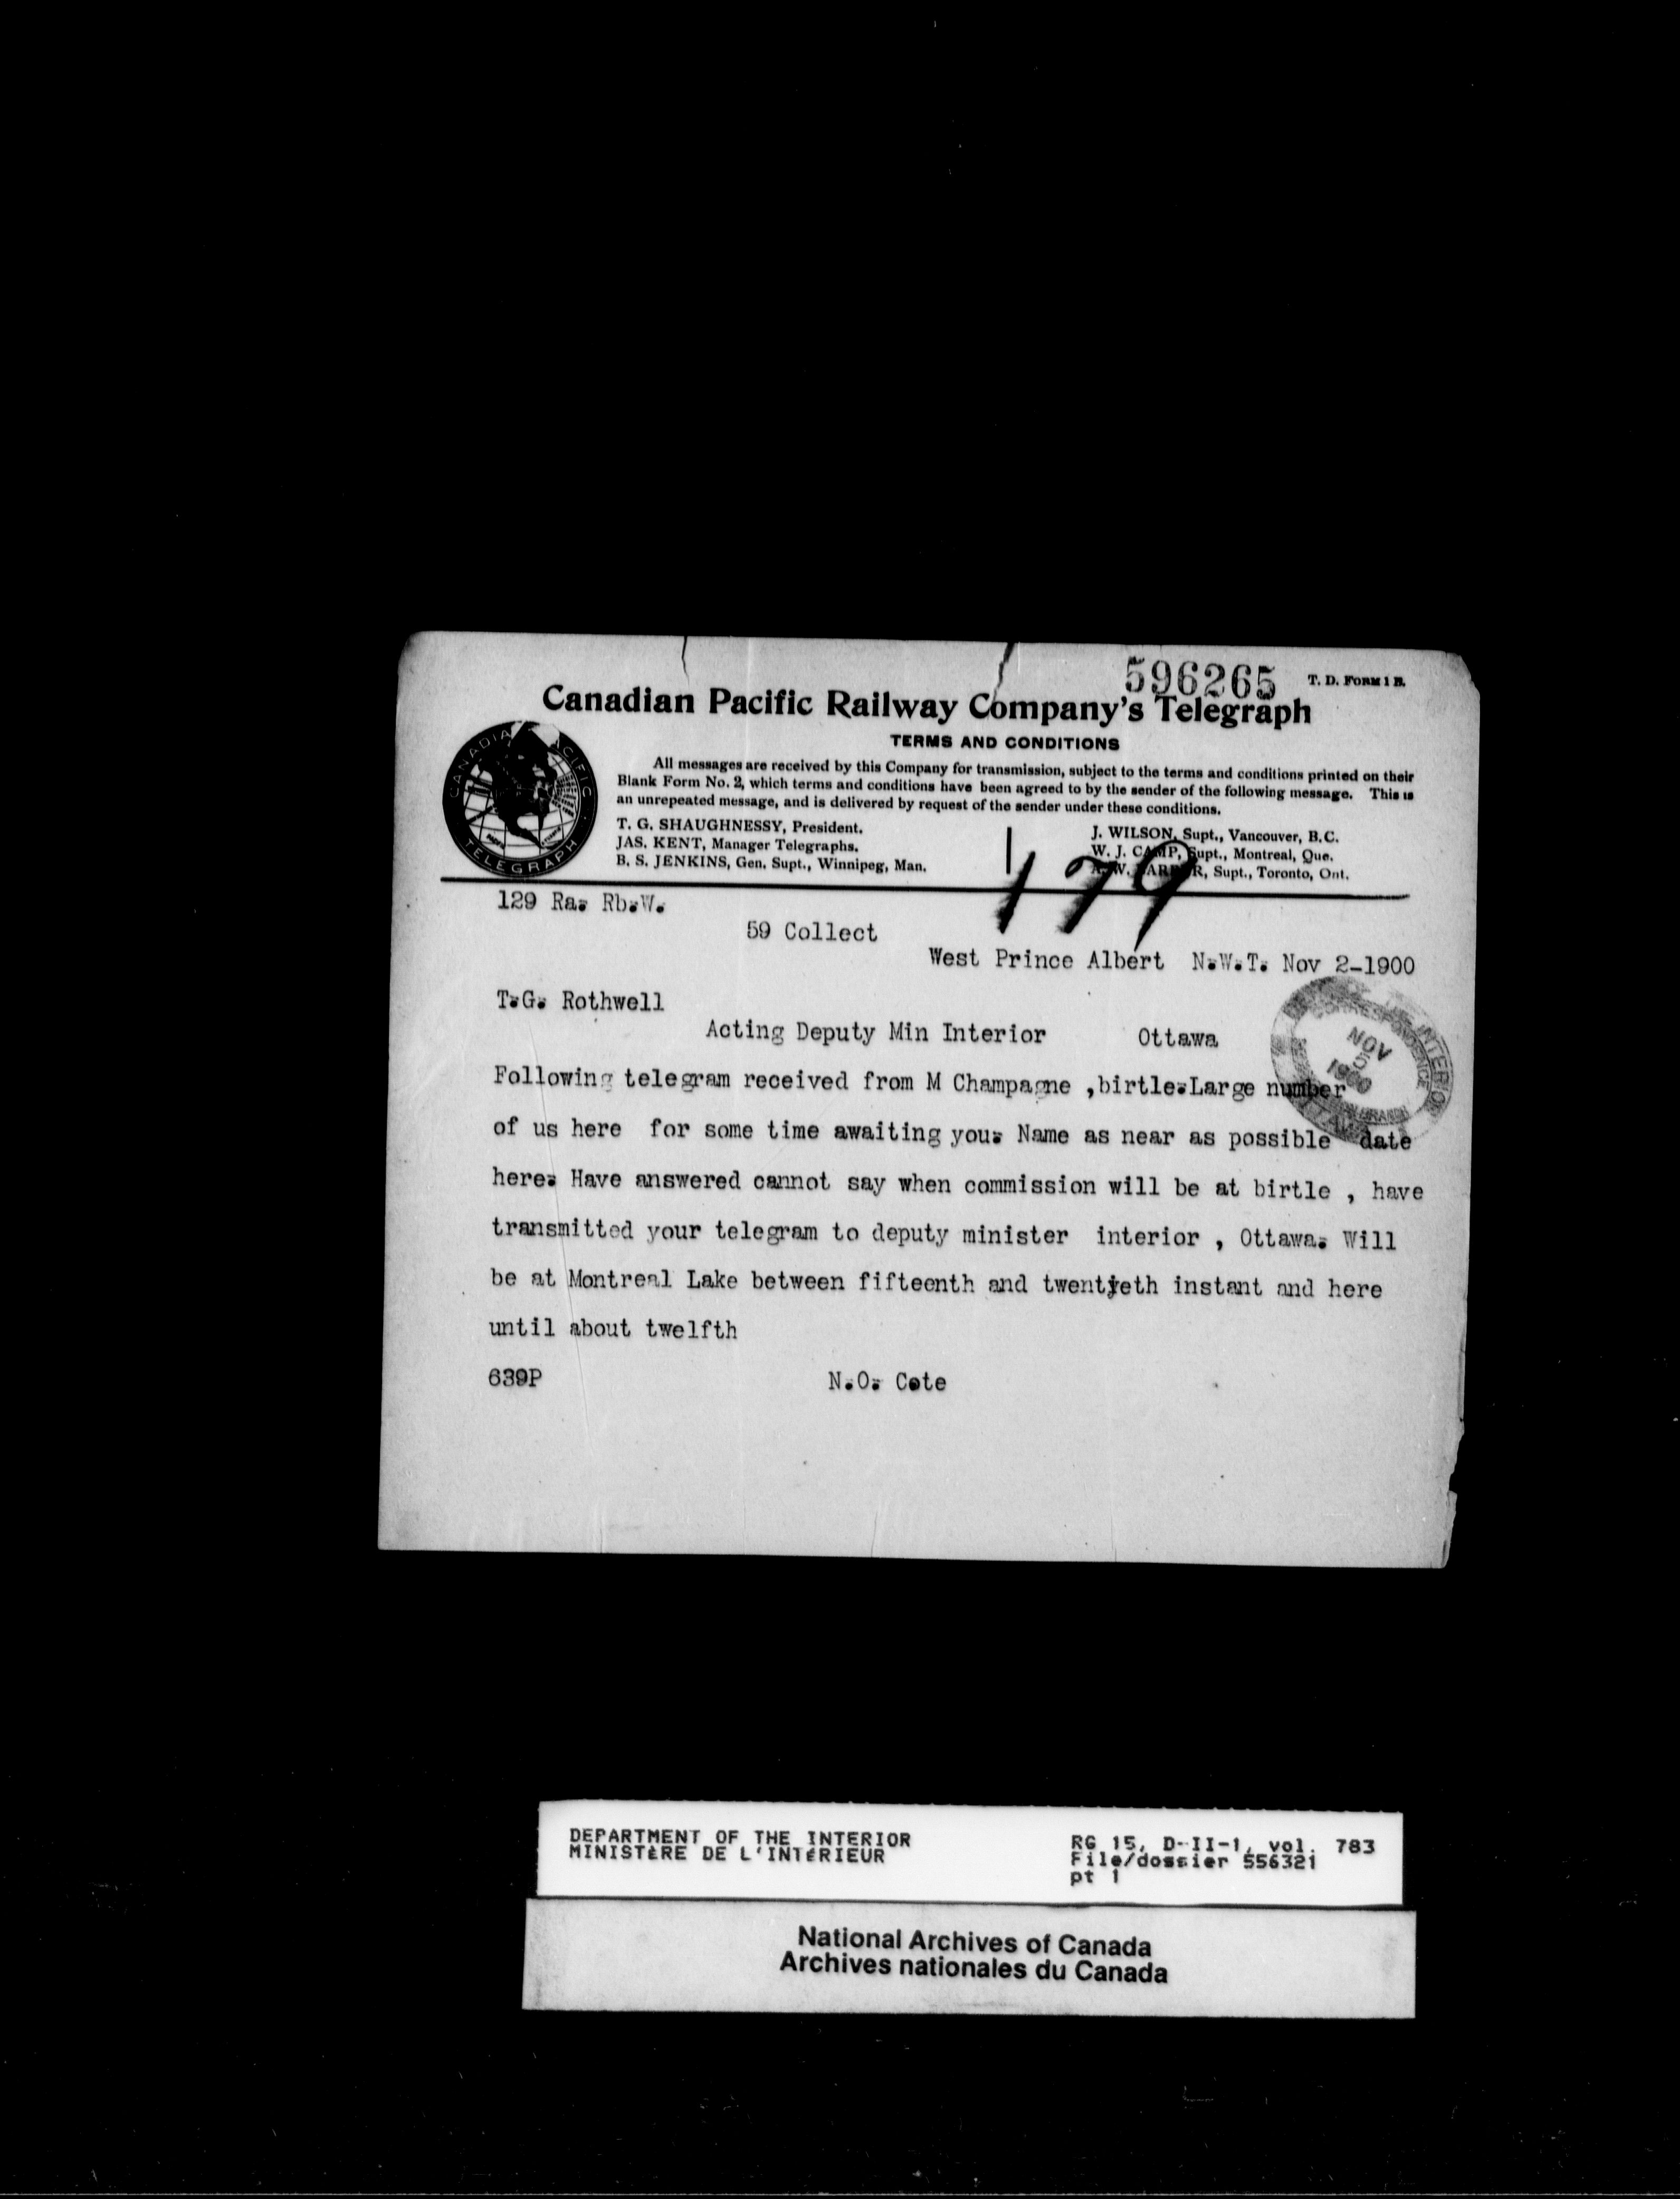 596265
T. D. FORM 1 B.
Canadian Pacific Railway Company's Telegraph
TERMS AND CONDITIONS
All messages are received by this Company for transmission, subject to the terms and conditions printed on their
Blank Form No. 2, which terms and conditions have been agreed to by the sender of the following message. This is
an unrepeated message, and is delivered by request of the sender under these conditions.
T. G. SHAUGHNESSY, President.
JAS. KENT, Manager Telegraphs.
B. S. JENKINS, Gen. Supt., Winnipeg, Man.
J. WILSON, Supt., Vancouver, B.C.
W. J. CAMP, Supt., Montreal, Que.
Supt., Toronto, Ont.
CANADIAN PACIFIC
TELEGRAPH
179
129 Ra. Rb.W.
59 Collect
West Prince Albert N.W.T. Nov 2-1900
T.G. Rothwell
Acting Deputy Min Interior Ottawa
NOV
5
1900
INTERIOR
Following telegram received from M Champagne ,birtle.Large number
of us here for some time awaiting you. Name as near as possible date
here. Have answered cannot say when commission will be at birtle , have
transmitted your telegram to deputy minister interior , Ottawa. Will
be at Montreal Lake between fifteenth and twentieth instant and here
until about twelfth
639P N.O. Cote
DEPARTMENT OF THE INTERIOR
MINISTÈRE DE L'INTÉRIEUR
RG 15, D-II-1, vol. 783
File/dossier 556321
pt 1
National Archives of Canada
Archives nationales du Canada